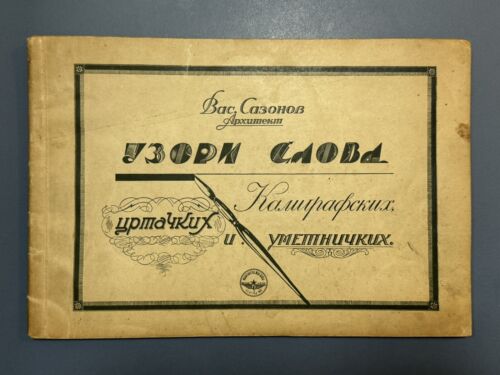 Вас. Сазонов
Архитект
УЗОРИ СЛОВА
Калиграфских,
цртачких
и уметничких.